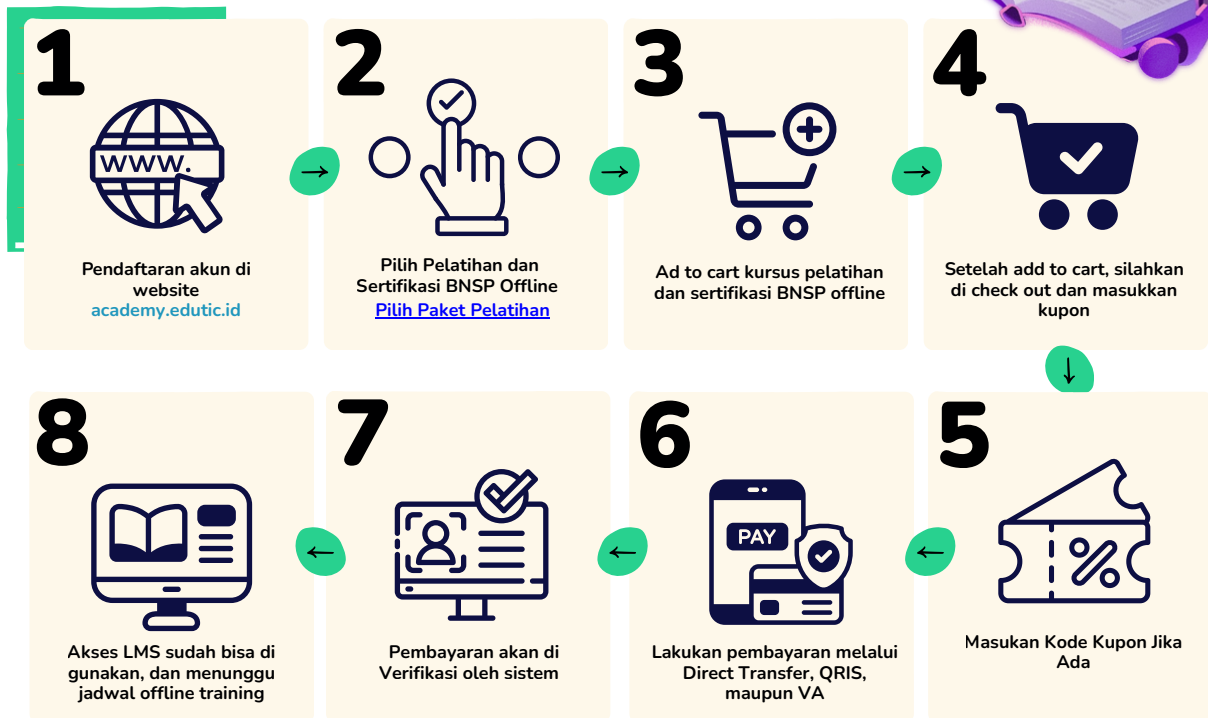 1
www.
Pendaftaran akun di
website
academy.edutic.id
2
Pilih Pelatihan dan
Sertifikasi BNSP Offline
Pilih Paket Pelatihan
3
Ad to cart kursus pelatihan
dan sertifikasi BNSP offline
4
Setelah add to cart, silahkan
di check out dan masukkan
kupon
5
Masukan Kode Kupon Jika
Ada
6
PAY
Lakukan pembayaran melalui
Direct Transfer, QRIS,
maupun VA
7
Pembayaran akan di
Verifikasi oleh sistem
8
Akses LMS sudah bisa di
gunakan, dan menunggu
jadwal offline training